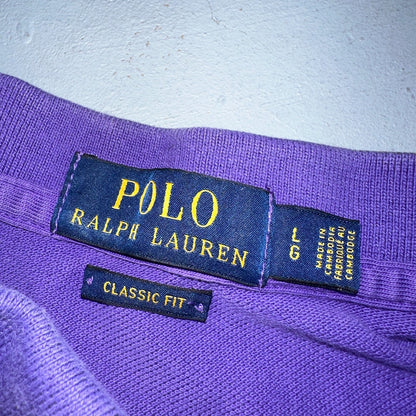 POLO
RALPH LAUREN
L
G
MADE IN
CAMBODIA
FABRIQUÉ AU
CAMBODGE
CLASSIC FIT